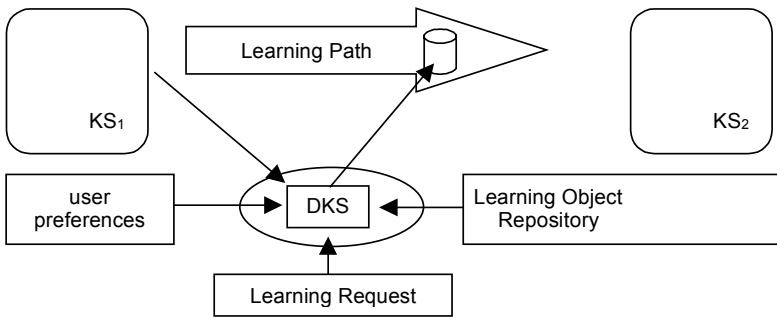 Learning Path
KS₁
KS₂
user
preferences
DKS
Learning Object
Repository
Learning Request